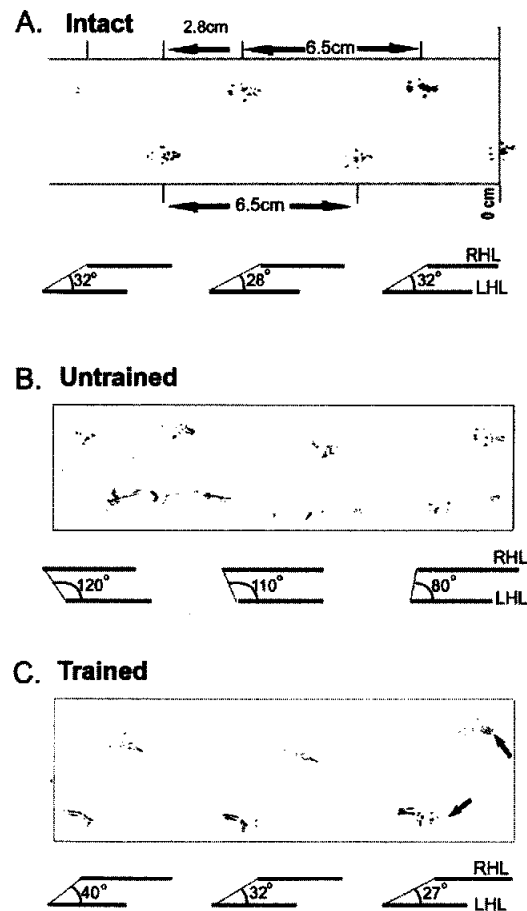 A. Intact
2.8cm
6.5cm
6.5cm
0 cm
RHL
32° 28° 32°
LHL
B. Untrained
RHL
120° 110° 80°
LHL
C. Trained
RHL
40° 32° 27°
LHL